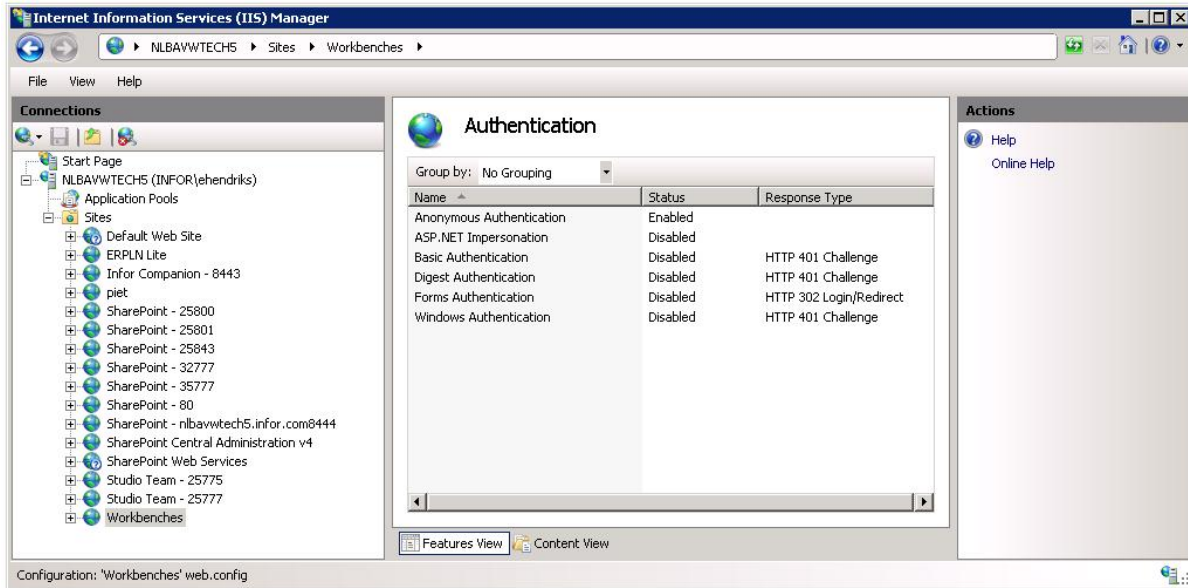 Internet Information Services (IIS) Manager
NLBAVWTECH5 Sites Workbenches
File View Help
Connections
Start Page
NLBAVWTECH5 (INFOR\ehendriks)
Application Pools
Sites
Default Web Site
ERPLN Lite
Infor Companion - 8443
piet
SharePoint - 25800
SharePoint - 25801
SharePoint - 25843
SharePoint - 32777
SharePoint - 35777
SharePoint - 80
SharePoint - nlbavwtech5.infor.com8444
SharePoint Central Administration v4
SharePoint Web Services
Studio Team - 25775
Studio Team - 25777
Workbenches
Authentication
Group by: No Grouping
Name Status Response Type
Anonymous Authentication Enabled
ASP.NET Impersonation Disabled
Basic Authentication Disabled HTTP 401 Challenge
Digest Authentication Disabled HTTP 401 Challenge
Forms Authentication Disabled HTTP 302 Login/Redirect
Windows Authentication Disabled HTTP 401 Challenge
Features View Content View
Actions
Help
Online Help
Configuration: 'Workbenches' web.config